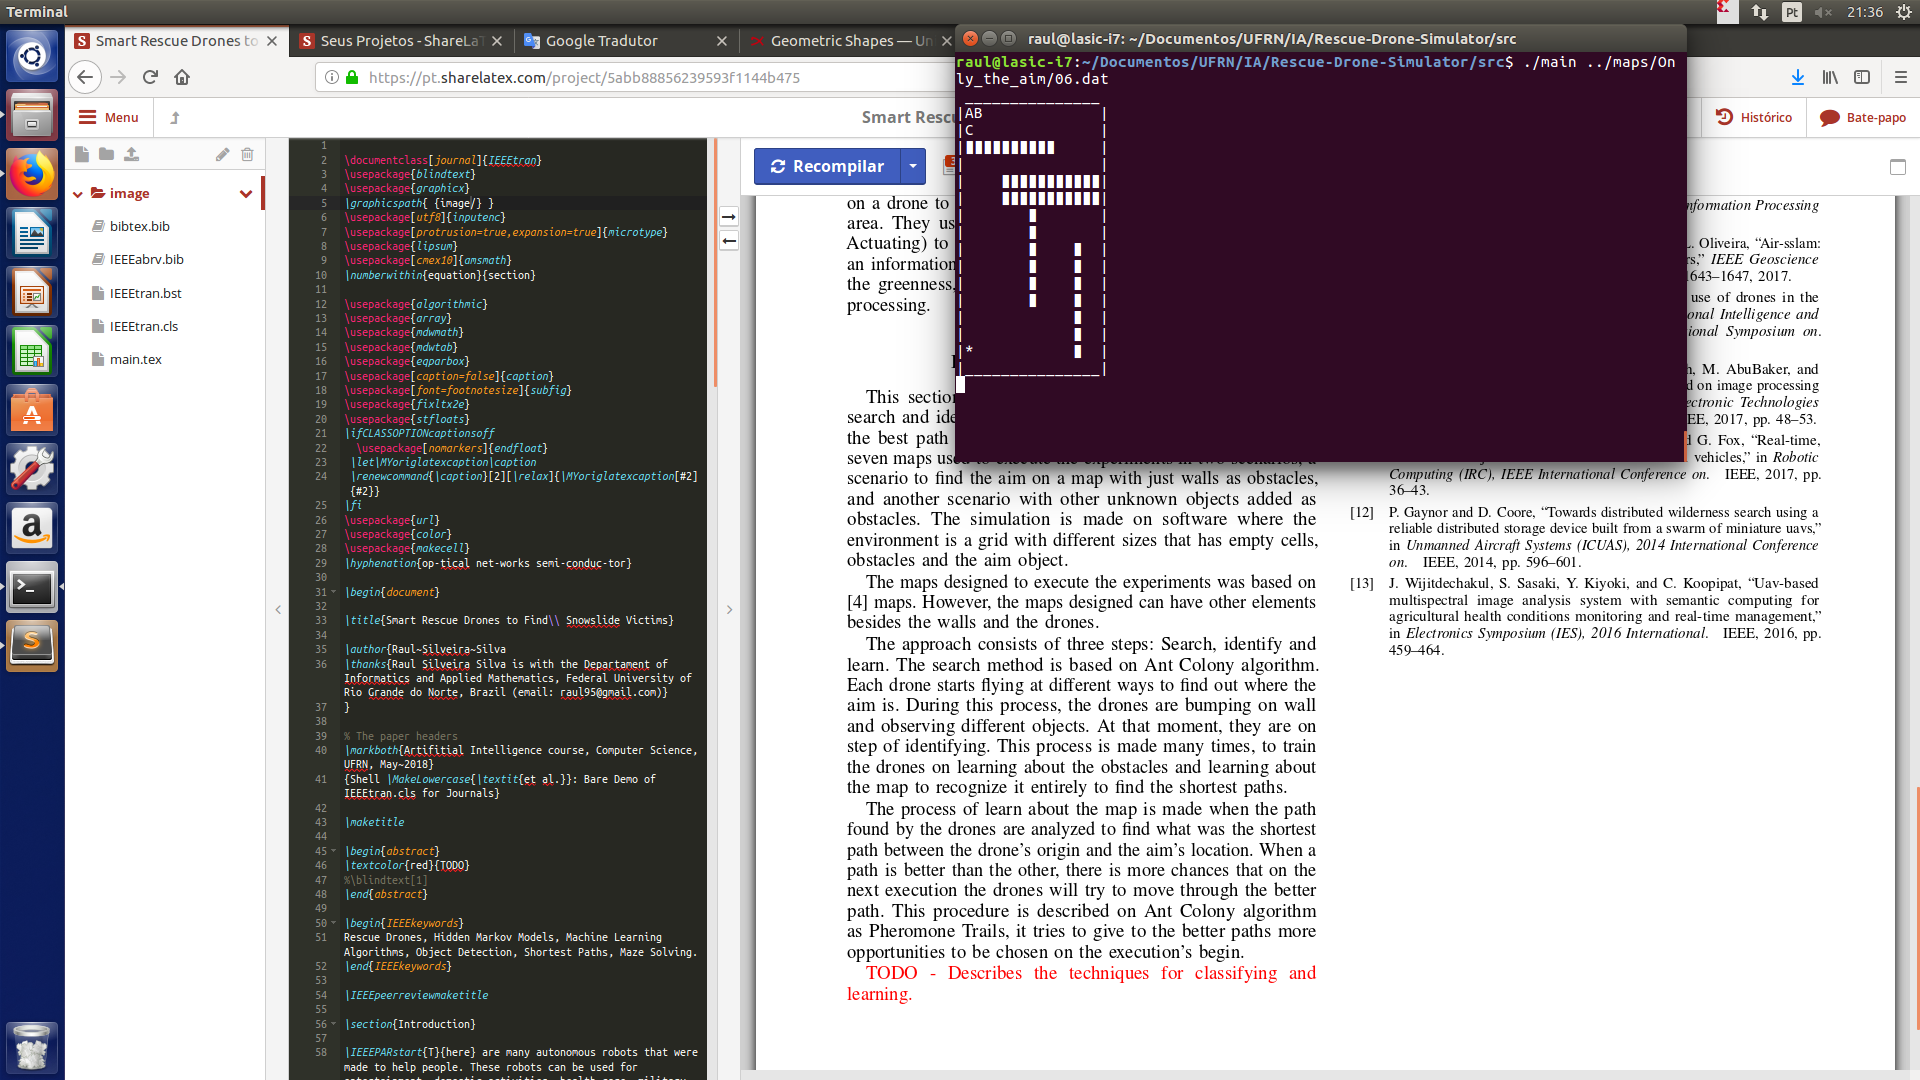 Terminal
Pt
21:36
Smart Rescue Drones to
Seus Projetos - ShareLaT
Google Tradutor
Geometric Shapes — Un
https://pt.sharelatex.com/project/5abb88856239593f1144b475
Menu
Smart Rescu
Histórico
Bate-papo
image
bibtex.bib
IEEEabrv.bib
IEEEtran.bst
IEEEtran.cls
main.tex
1
2 \documentclass[journal]{IEEEtran}
3 \usepackage{blindtext}
4 \usepackage{graphicx}
5 \graphicspath{ {image/} }
6 \usepackage[utf8]{inputenc}
7 \usepackage[protrusion=true,expansion=true]{microtype}
8 \usepackage{lipsum}
9 \usepackage[cmex10]{amsmath}
10 \numberwithin{equation}{section}
11
12 \usepackage{algorithmic}
13 \usepackage{array}
14 \usepackage{mdwmath}
15 \usepackage{mdwtab}
16 \usepackage{eqparbox}
17 \usepackage[caption=false]{caption}
18 \usepackage[font=footnotesize]{subfig}
19 \usepackage{fixltx2e}
20 \usepackage{stfloats}
21 \ifCLASSOPTIONcaptionsoff
22 \usepackage[nomarkers]{endfloat}
23 \let\MYoriglatexcaption\caption
24 \renewcommand{\caption}[2][\relax]{\MYoriglatexcaption[#2]
{#2}}
25 \fi
26 \usepackage{url}
27 \usepackage{color}
28 \usepackage{makecell}
29 \hyphenation{op-tical net-works semi-conduc-tor}
30
31 \begin{document}
32
33 \title{Smart Rescue Drones to Find\\ Snowslide Victims}
34
35 \author{Raul~Silveira~Silva
36 \thanks{Raul Silveira Silva is with the Departament of
Informatics and Applied Mathematics, Federal University of
Rio Grande do Norte, Brazil (email: raul95@gmail.com)}
37 }
38
39 % The paper headers
40 \markboth{Artifitial Intelligence course, Computer Science,
UFRN, May~2018}
41 {Shell \MakeLowercase{\textit{et al.}}: Bare Demo of
IEEEtran.cls for Journals}
42
43 \maketitle
44
45 \begin{abstract}
46 \textcolor{red}{TODO}
47 %\blindtext[1]
48 \end{abstract}
49
50 \begin{IEEEkeywords}
51 Rescue Drones, Hidden Markov Models, Machine Learning
Algorithms, Object Detection, Shortest Paths, Maze Solving.
52 \end{IEEEkeywords}
53
54 \IEEEpeerreviewmaketitle
55
56 \section{Introduction}
57
58 \IEEEPARstart{T}{here} are many autonomous robots that were
made to help people. These robots can be used for
Recompilar
on a drone to
area. They us
Actuating) to
an information
the greenness,
processing.
This section
search and ide
the best path
seven maps used to execute the experiments in two scenarios, a
scenario to find the aim on a map with just walls as obstacles,
and another scenario with other unknown objects added as
obstacles. The simulation is made on software where the
environment is a grid with different sizes that has empty cells,
obstacles and the aim object.
The maps designed to execute the experiments was based on
[4] maps. However, the maps designed can have other elements
besides the walls and the drones.
The approach consists of three steps: Search, identify and
learn. The search method is based on Ant Colony algorithm.
Each drone starts flying at different ways to find out where the
aim is. During this process, the drones are bumping on wall
and observing different objects. At that moment, they are on
step of identifying. This process is made many times, to train
the drones on learning about the obstacles and learning about
the map to recognize it entirely to find the shortest paths.
The process of learn about the map is made when the path
found by the drones are analyzed to find what was the shortest
path between the drone's origin and the aim's location. When a
path is better than the other, there is more chances that on the
next execution the drones will try to move through the better
path. This procedure is described on Ant Colony algorithm
as Pheromone Trails, it tries to give to the better paths more
opportunities to be chosen on the execution's begin.
TODO - Describes the techniques for classifying and
learning.
nformation Processing
L. Oliveira, “Air-sslam:
rs,” IEEE Geoscience
1643–1647, 2017.
use of drones in the
onal Intelligence and
sional Symposium on.
n, M. AbuBaker, and
d on image processing
ectronic Technologies
EE, 2017, pp. 48–53.
d G. Fox, “Real-time,
vehicles,” in Robotic
Computing (IRC), IEEE International Conference on. IEEE, 2017, pp.
36–43.
[12] P. Gaynor and D. Coore, “Towards distributed wilderness search using a
reliable distributed storage device built from a swarm of miniature uavs,”
in Unmanned Aircraft Systems (ICUAS), 2014 International Conference
on. IEEE, 2014, pp. 596–601.
[13] J. Wijitdechakul, S. Sasaki, Y. Kiyoki, and C. Koopipat, “Uav-based
multispectral image analysis system with semantic computing for
agricultural health conditions monitoring and real-time management,”
in Electronics Symposium (IES), 2016 International. IEEE, 2016, pp.
459–464.
raul@lasic-i7: ~/Documentos/UFRN/IA/Rescue-Drone-Simulator/src
raul@lasic-i7:~/Documentos/UFRN/IA/Rescue-Drone-Simulator/src$ ./main ../maps/On
ly_the_aim/06.dat
AB
C
*